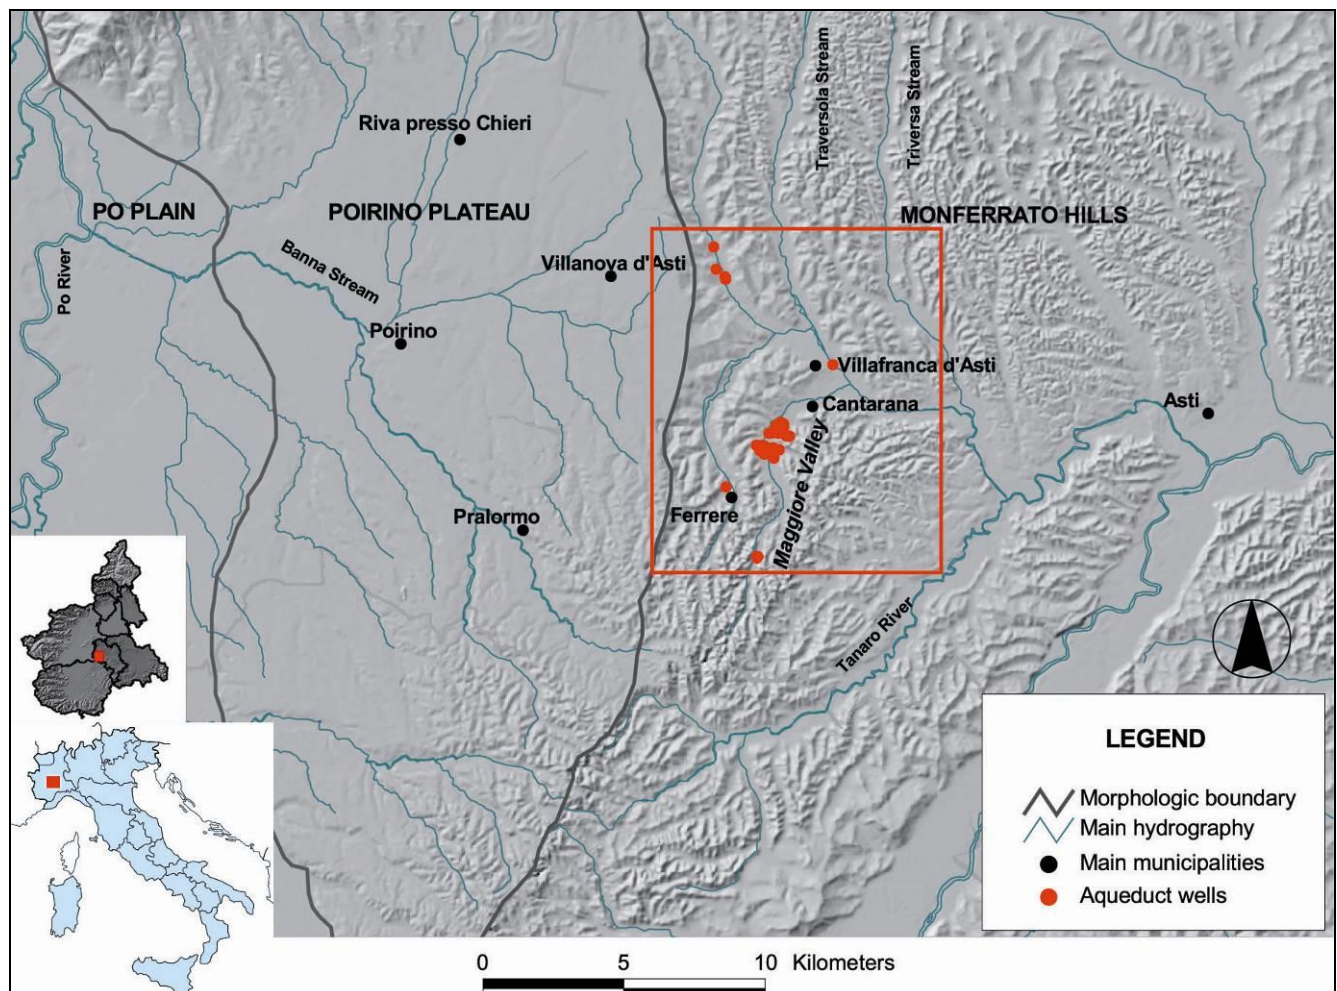 Traversola Stream
Triversa Stream
Riva presso Chieri
PO PLAIN
POIRINO PLATEAU
MONFERRATO HILLS
Po River
Banna Stream
Villanova d'Asti
Poirino
Villafranca d'Asti
Cantarana
Asti
Maggiore Valley
Ferrere
Pralormo
Tanaro River
LEGEND
Morphologic boundary
Main hydrography
Main municipalities
Aqueduct wells
0 5 10 Kilometers